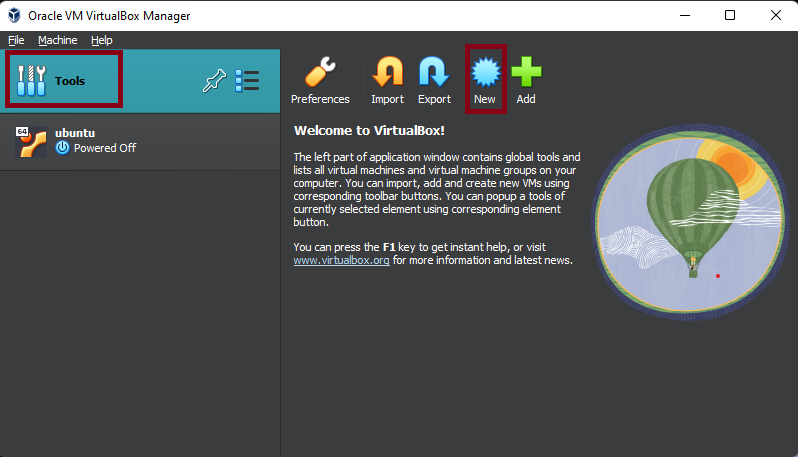 Oracle VM VirtualBox Manager
File Machine Help
Tools
64
ubuntu
Powered Off
Preferences Import Export New Add
Welcome to VirtualBox!
The left part of application window contains global tools and
lists all virtual machines and virtual machine groups on your
computer. You can import, add and create new VMs using
corresponding toolbar buttons. You can popup a tools of
currently selected element using corresponding element
button.
You can press the F1 key to get instant help, or visit
www.virtualbox.org for more information and latest news.